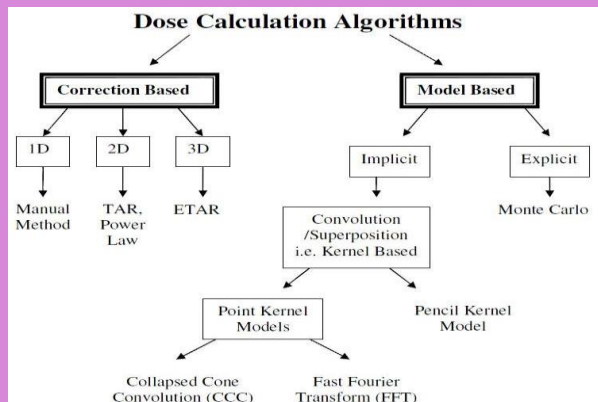 Dose Calculation Algorithms
Correction Based
Model Based
1D
2D
3D
Implicit
Explicit
Manual
Method
TAR,
Power
Law
ETAR
Monte Carlo
Convolution
/Superposition
i.e. Kernel Based
Point Kernel
Models
Pencil Kernel
Model
Collapsed Cone
Convolution (CCC)
Fast Fourier
Transform (FFT)